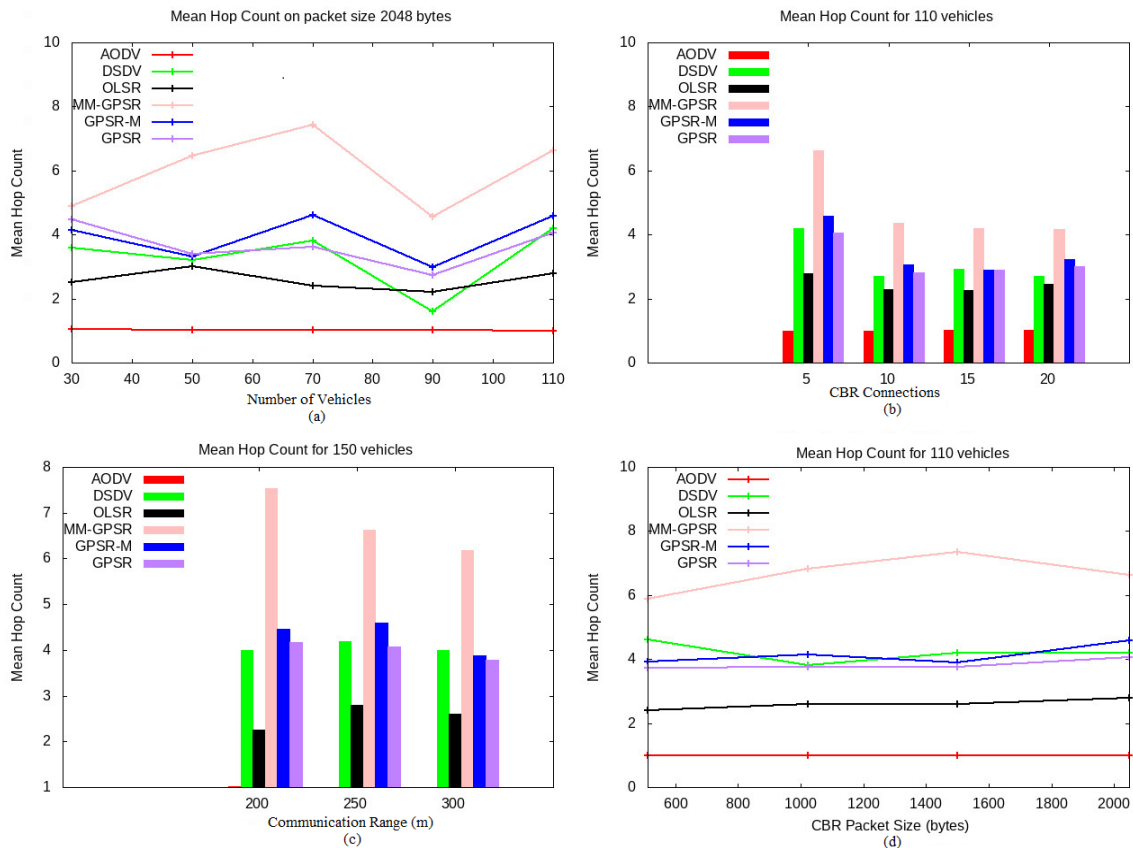 Mean Hop Count on packet size 2048 bytes
Mean Hop Count
10
8
6
4
2
0
AODV
DSDV
OLSR
MM-GPSR
GPSR-M
GPSR
30
40
50
60
70
80
90
100
110
Number of Vehicles
(a)
Mean Hop Count for 110 vehicles
Mean Hop Count
10
8
6
4
2
0
AODV
DSDV
OLSR
MM-GPSR
GPSR-M
GPSR
5
10
15
20
CBR Connections
(b)
Mean Hop Count for 150 vehicles
Mean Hop Count
8
7
6
5
4
3
2
1
AODV
DSDV
OLSR
MM-GPSR
GPSR-M
GPSR
200
250
300
Communication Range (m)
(c)
Mean Hop Count for 110 vehicles
Mean Hop Count
10
8
6
4
2
0
AODV
DSDV
OLSR
MM-GPSR
GPSR-M
GPSR
600
800
1000
1200
1400
1600
1800
2000
CBR Packet Size (bytes)
(d)